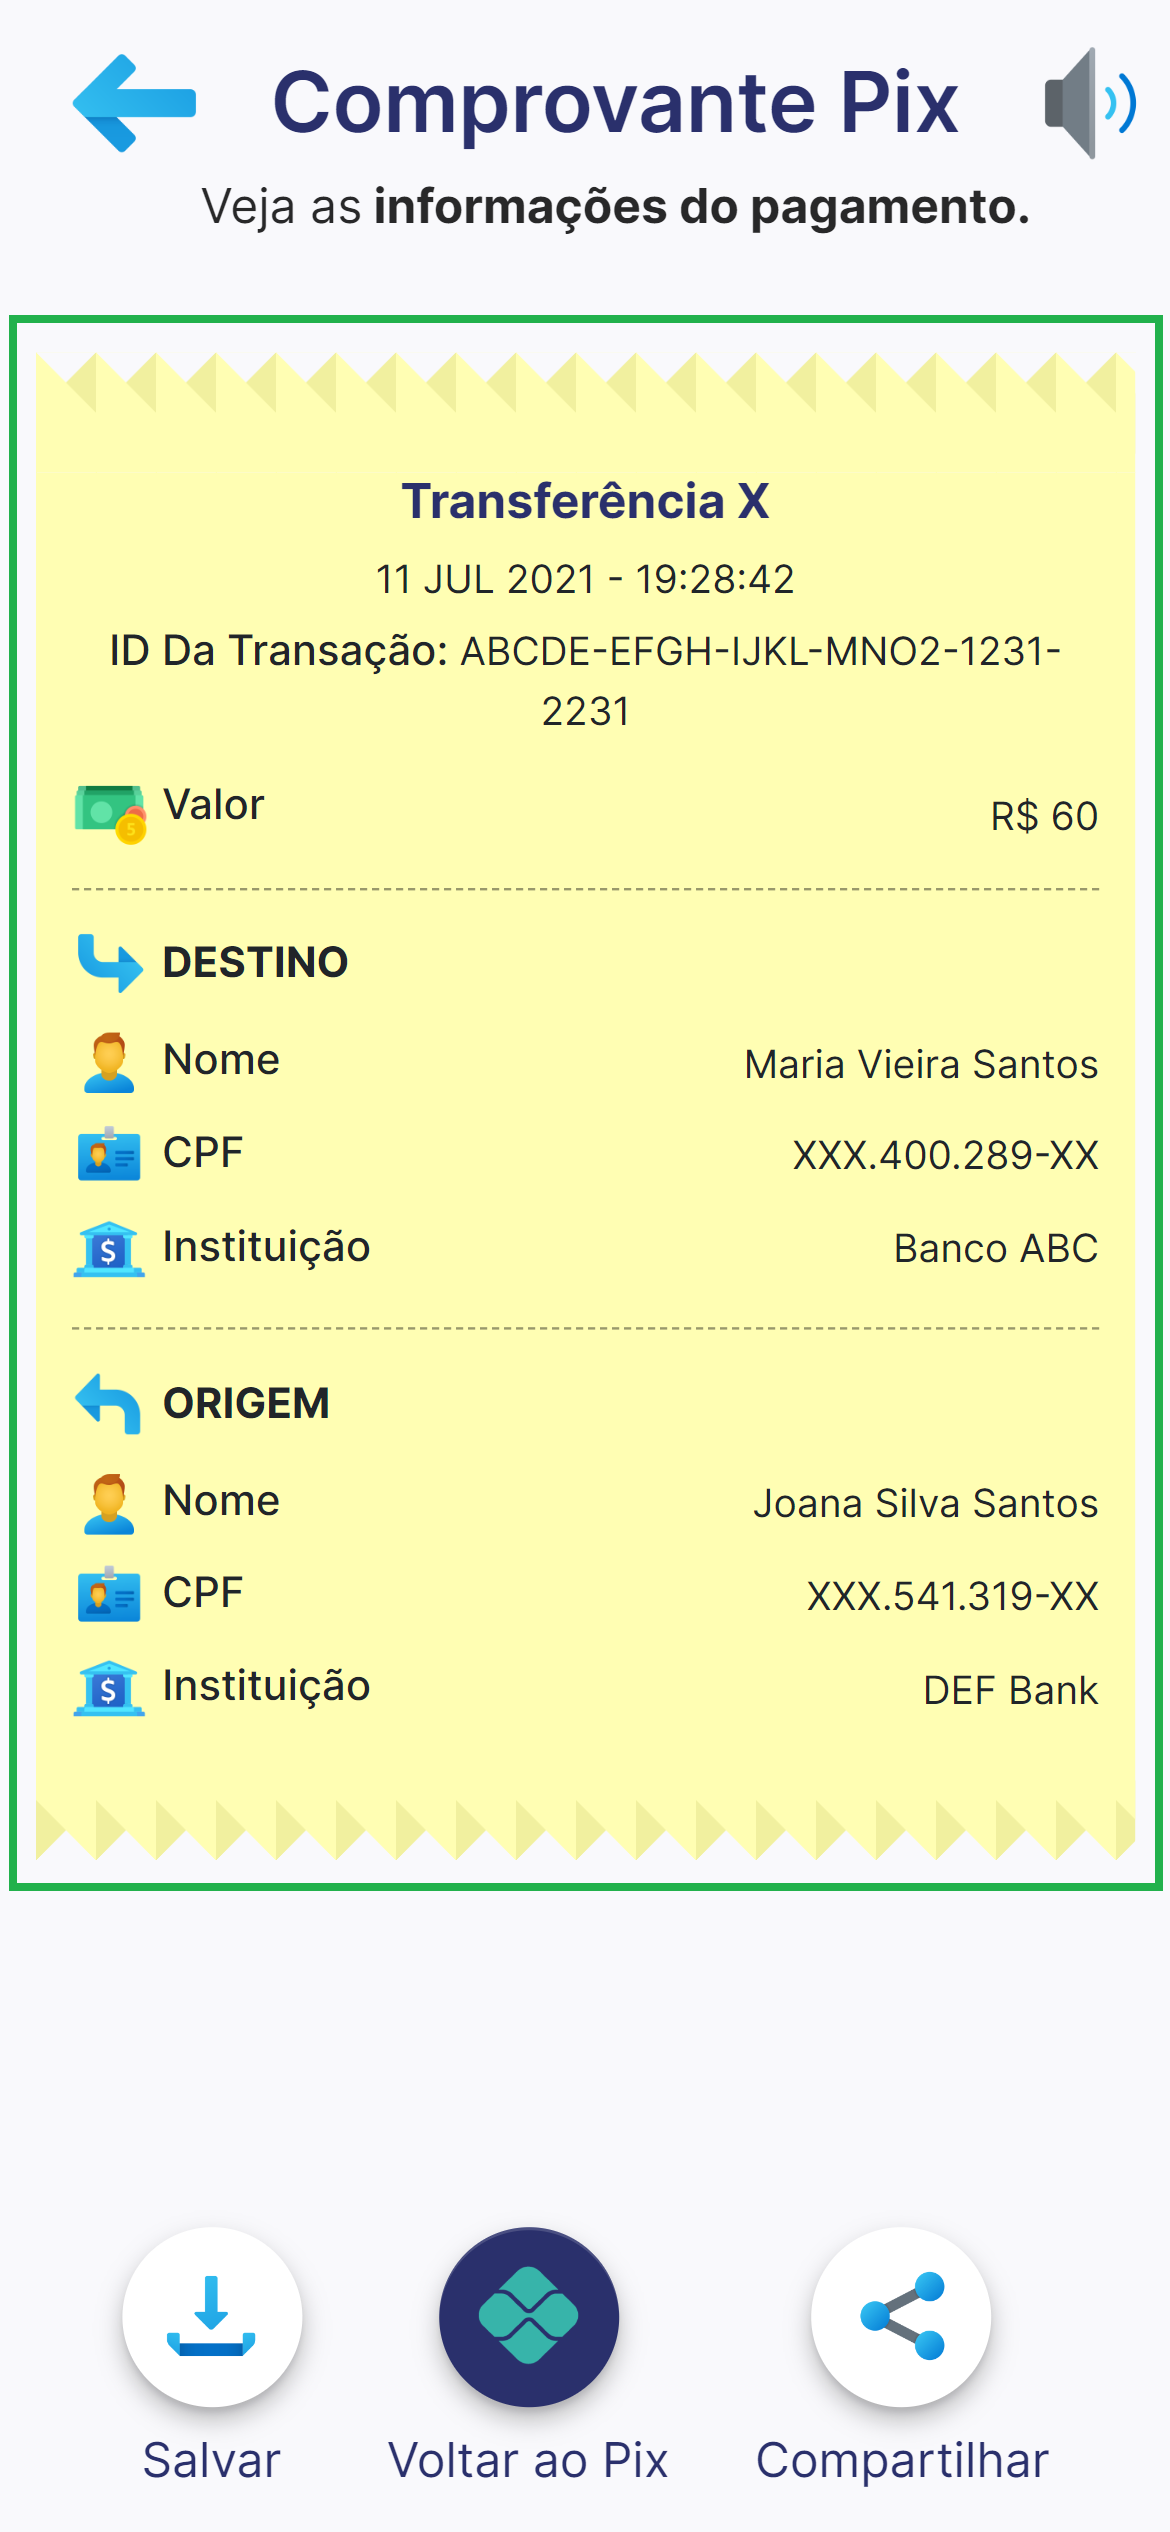 Comprovante Pix
Veja as informações do pagamento.
Transferência X
11 JUL 2021 - 19:28:42
ID Da Transação: ABCDE-EFGH-IJKL-MNO2-1231-
2231
Valor R$ 60
DESTINO
Nome Maria Vieira Santos
CPF XXX.400.289-XX
Instituição Banco ABC
ORIGEM
Nome Joana Silva Santos
CPF XXX.541.319-XX
Instituição DEF Bank
Salvar Voltar ao Pix Compartilhar